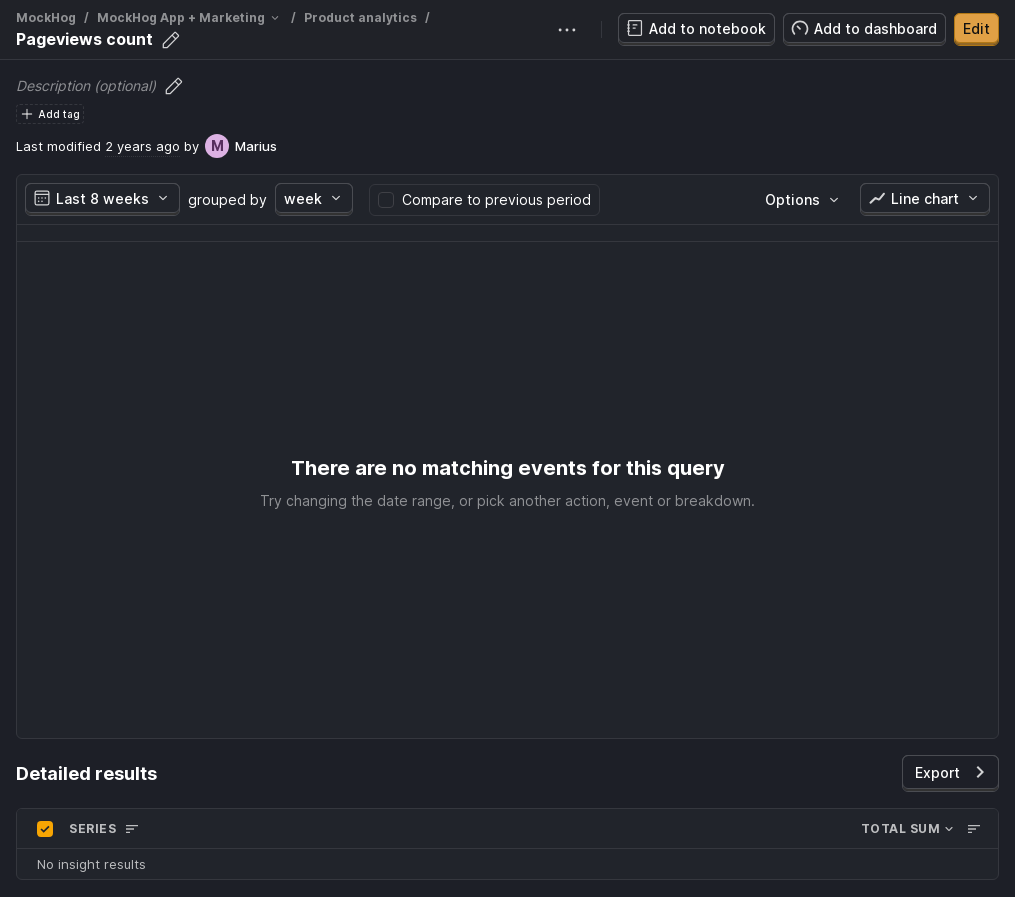 MockHog / MockHog App + Marketing / Product analytics /
Pageviews count
Add to notebook
Add to dashboard
Edit
Description (optional)
Add tag
Last modified 2 years ago by M Marius
Last 8 weeks grouped by week Compare to previous period Options Line chart
There are no matching events for this query
Try changing the date range, or pick another action, event or breakdown.
Detailed results
Export
SERIES TOTAL SUM
No insight results